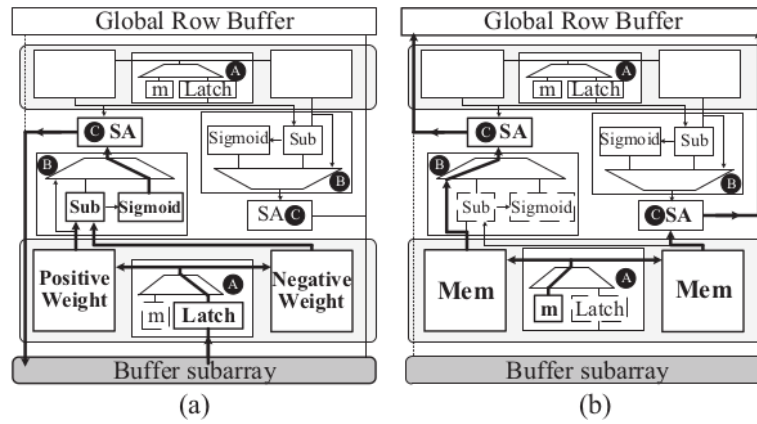 (a)
Global Row Buffer
A
m
Latch
C SA
Sigmoid
Sub
B
B
Sub
Sigmoid
SA C
Positive
Weight
A
m
Latch
Negative
Weight
Buffer subarray
(a)
(b)
Global Row Buffer
A
m
Latch
C SA
Sigmoid
Sub
B
B
Sub
Sigmoid
C SA
Mem
A
m
Latch
Mem
Buffer subarray
(b)